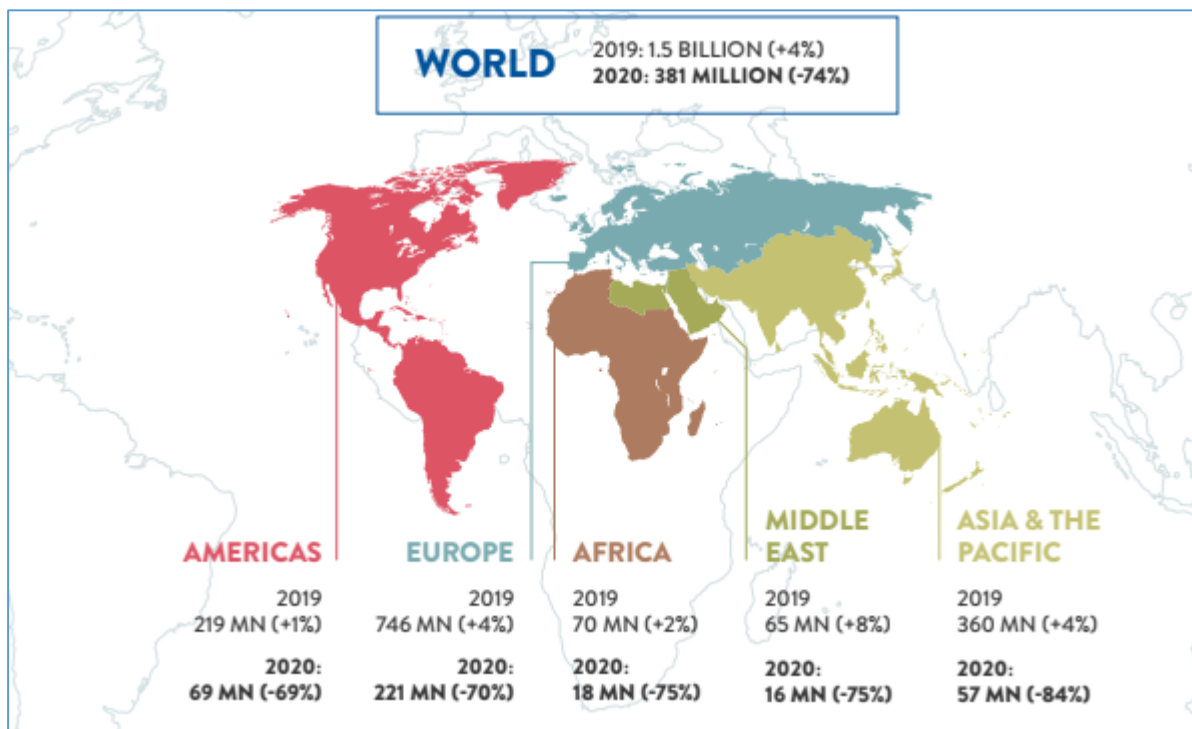 WORLD
2019: 1.5 BILLION (+4%)
2020: 381 MILLION (-74%)
AMERICAS
2019
219 MN (+1%)
2020:
69 MN (-69%)
EUROPE
2019
746 MN (+4%)
2020:
221 MN (-70%)
AFRICA
2019
70 MN (+2%)
2020:
18 MN (-75%)
MIDDLE
EAST
2019
65 MN (+8%)
2020:
16 MN (-75%)
ASIA & THE
PACIFIC
2019
360 MN (+4%)
2020:
57 MN (-84%)